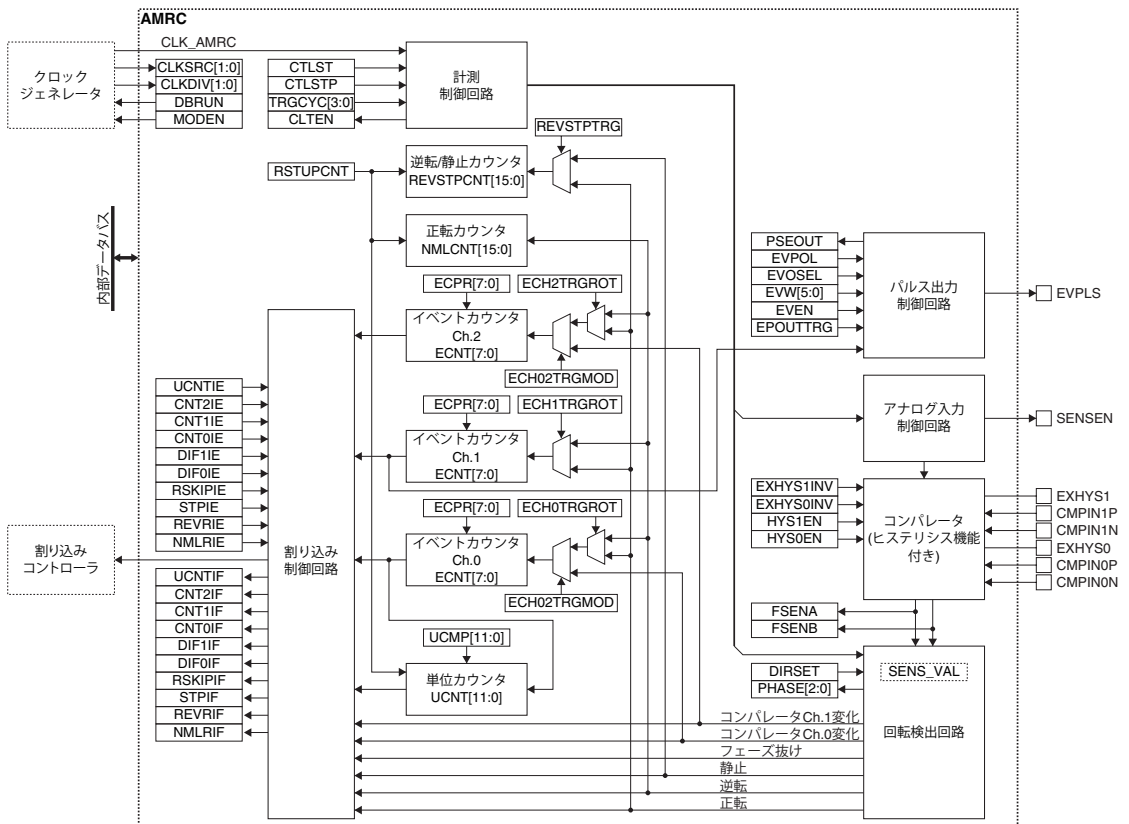 AMRC
CLK_AMRC
クロック
ジェネレータ
CLKSRC[1:0]
CLKDIV[1:0]
DBRUN
MODEN
CTLST
CTLSTP
TRGCYC[3:0]
CLTEN
計測
制御回路
REVSTPTRG
RSTUPCNT
逆転/静止カウンタ
REVSTPCNT[15:0]
正転カウンタ
NMLCNT[15:0]
内部データバス
ECPR[7:0]
ECH2TRGROT
イベントカウンタ
Ch.2
ECNT[7:0]
ECH02TRGMOD
PSEOUT
EVPOL
EVOSEL
EVW[5:0]
EVEN
EPOUTTRG
パルス出力
制御回路
EVPLS
UCNTIE
CNT2IE
CNT1IE
CNT0IE
DIF1IE
DIF0IE
RSKIPIE
STPIE
REVRIE
NMLRIE
ECPR[7:0]
ECH1TRGROT
イベントカウンタ
Ch.1
ECNT[7:0]
アナログ入力
制御回路
SENSEN
EXHYS1INV
EXHYS0INV
HYS1EN
HYS0EN
コンパレータ
(ヒステリシス機能
付き)
EXHYS1
CMPIN1P
CMPIN1N
EXHYS0
CMPIN0P
CMPIN0N
割り込み
コントローラ
割り込み
制御回路
ECPR[7:0]
ECH0TRGROT
イベントカウンタ
Ch.0
ECNT[7:0]
ECH02TRGMOD
UCNTIF
CNT2IF
CNT1IF
CNT0IF
DIF1IF
DIF0IF
RSKIPIF
STPIF
REVRIF
NMLRIF
UCMP[11:0]
単位カウンタ
UCNT[11:0]
FSENA
FSENB
DIRSET
PHASE[2:0]
SENS_VAL
回転検出回路
コンパレータCh.1変化
コンパレータCh.0変化
フェーズ抜け
静止
逆転
正転